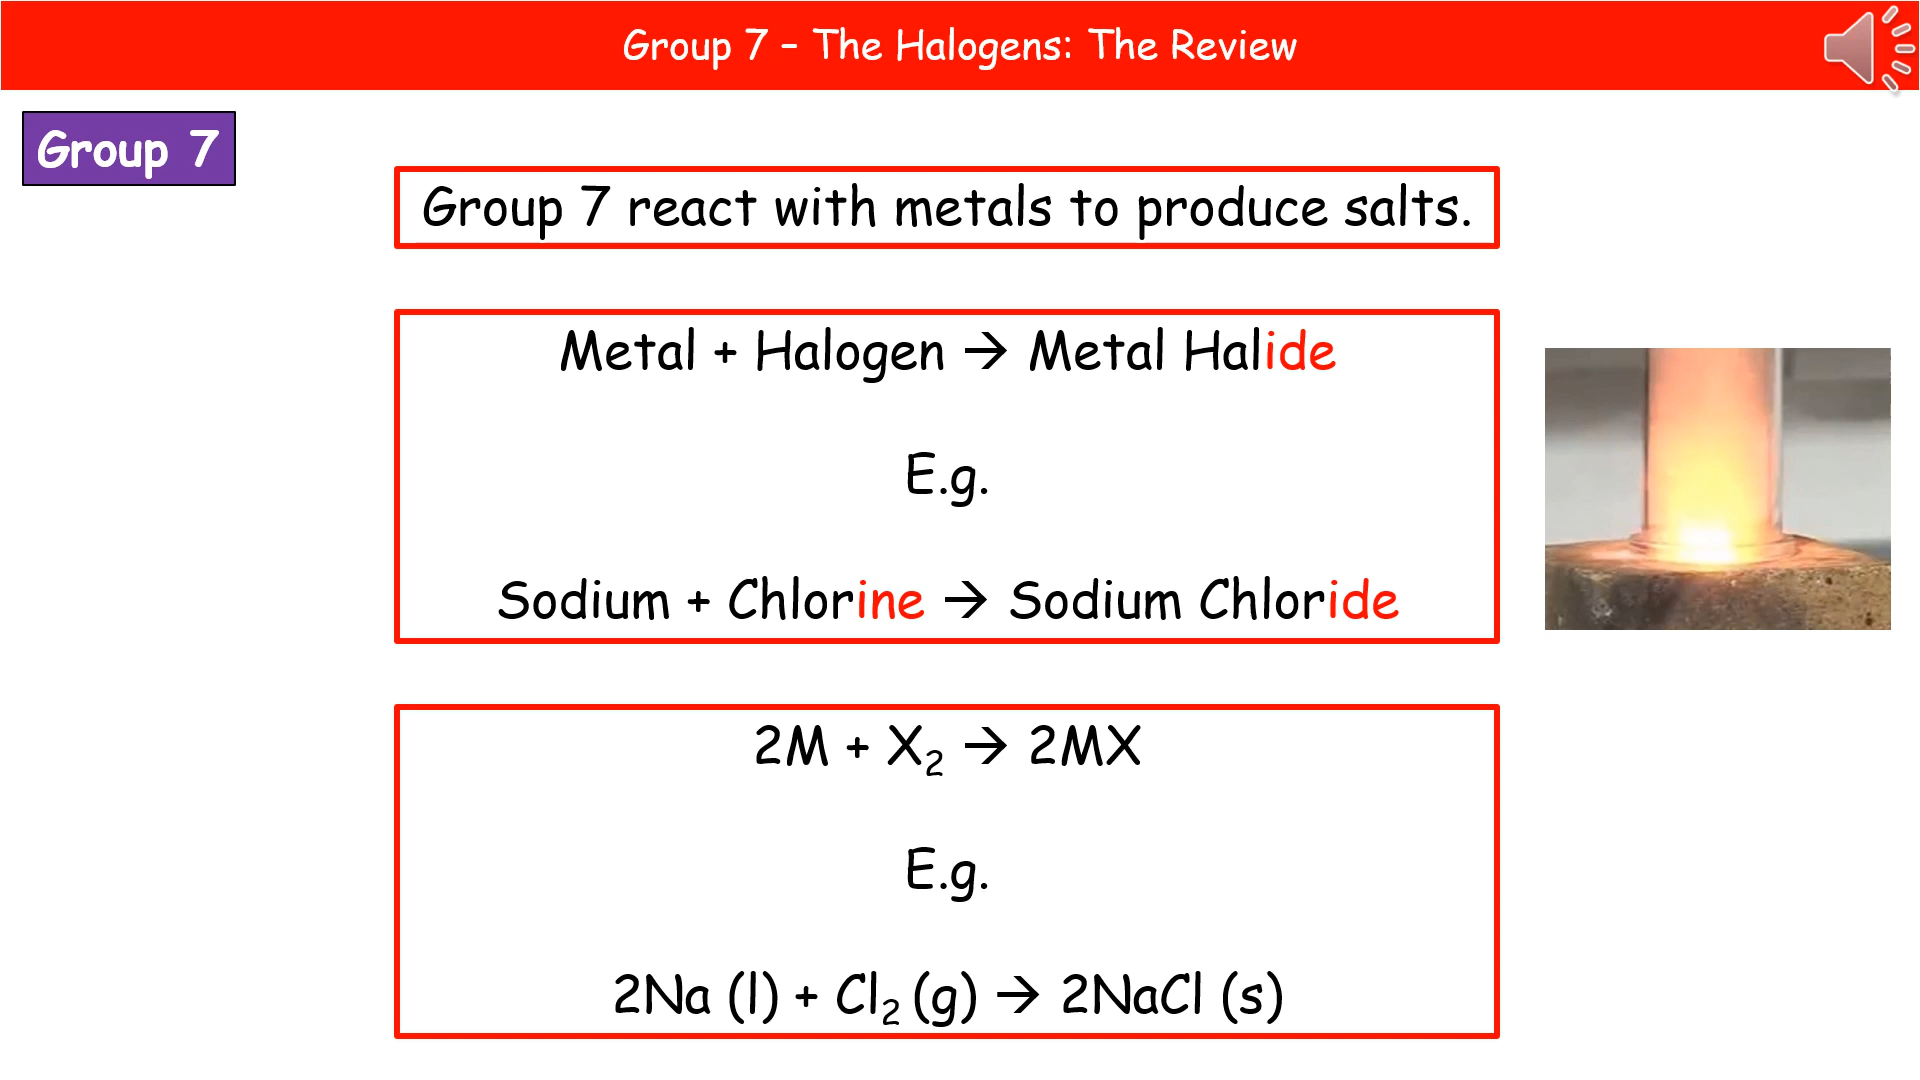 Group 7 – The Halogens: The Review
Group 7
Group 7 react with metals to produce salts.
Metal + Halogen → Metal Halide
E.g.
Sodium + Chlorine → Sodium Chloride
2M + X₂ → 2MX
E.g.
2Na (l) + Cl₂ (g) → 2NaCl (s)